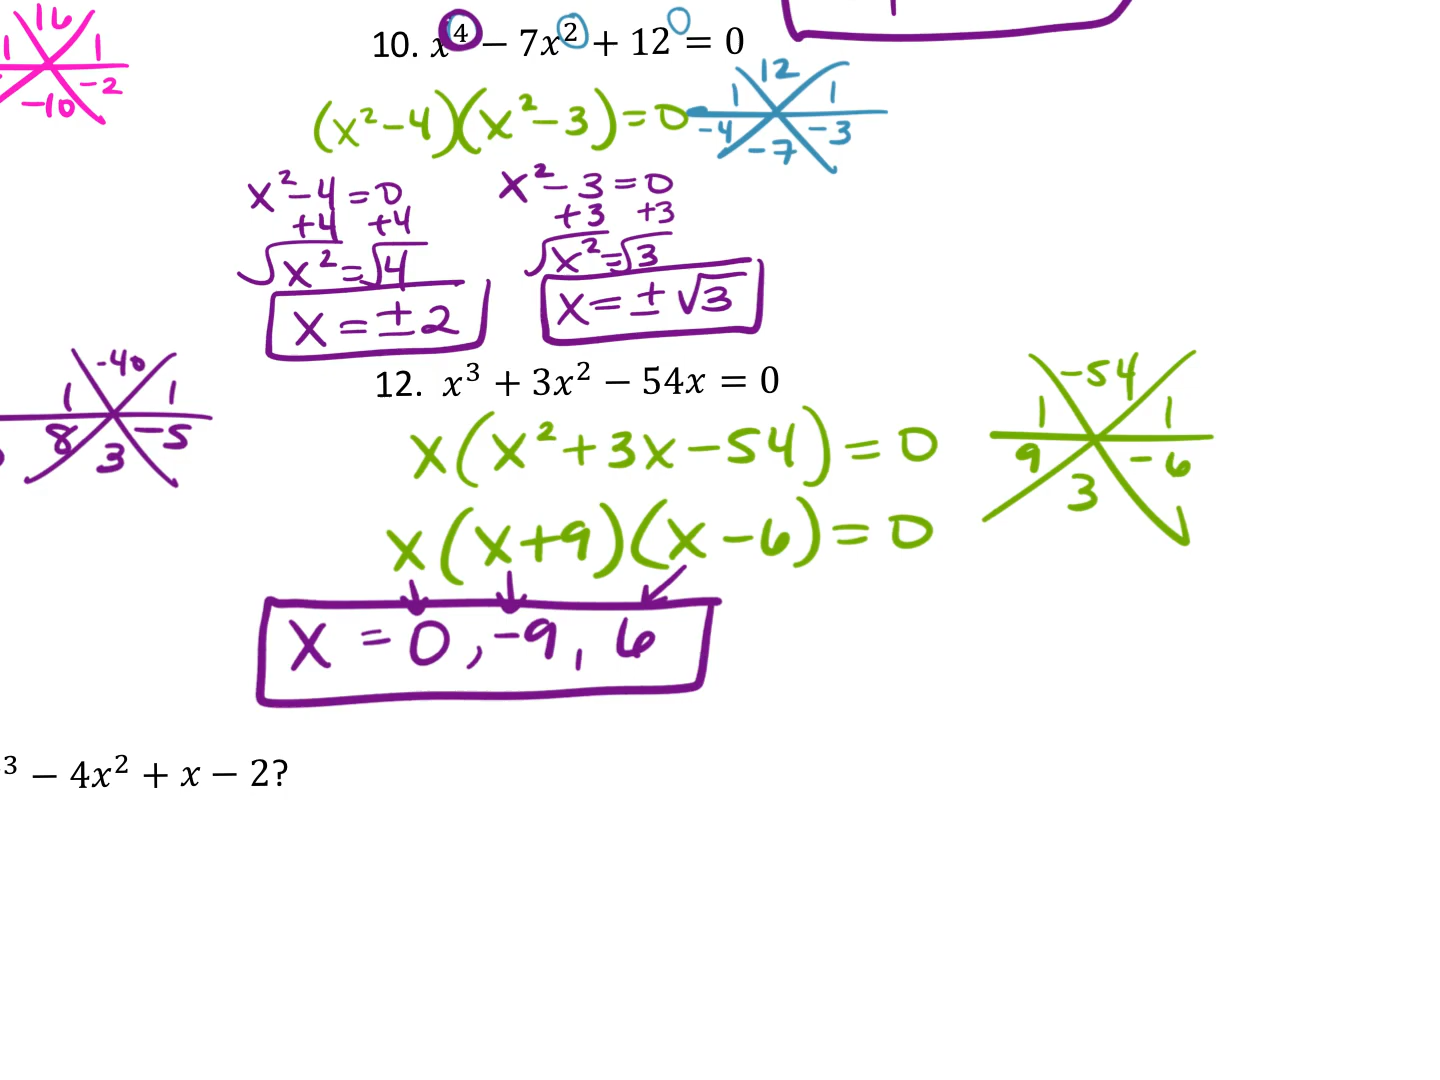 16
1 1
-2
-10
10. x⁴ − 7x² + 12 = 0
0
12
1 1
-4 -3
-7
(x²-4)(x²-3)=0
x²-4=0
+4 +4
√x²=√4
x=±2
x²-3=0
+3 +3
√x²=√3
x=±√3
-40
1 1
8 -5
3
12. x³ + 3x² − 54x = 0
x(x²+3x-54)=0
x(x+9)(x-6)=0
-54
1 1
9 -6
3
x = 0, -9, 6
³ − 4x² + x − 2?